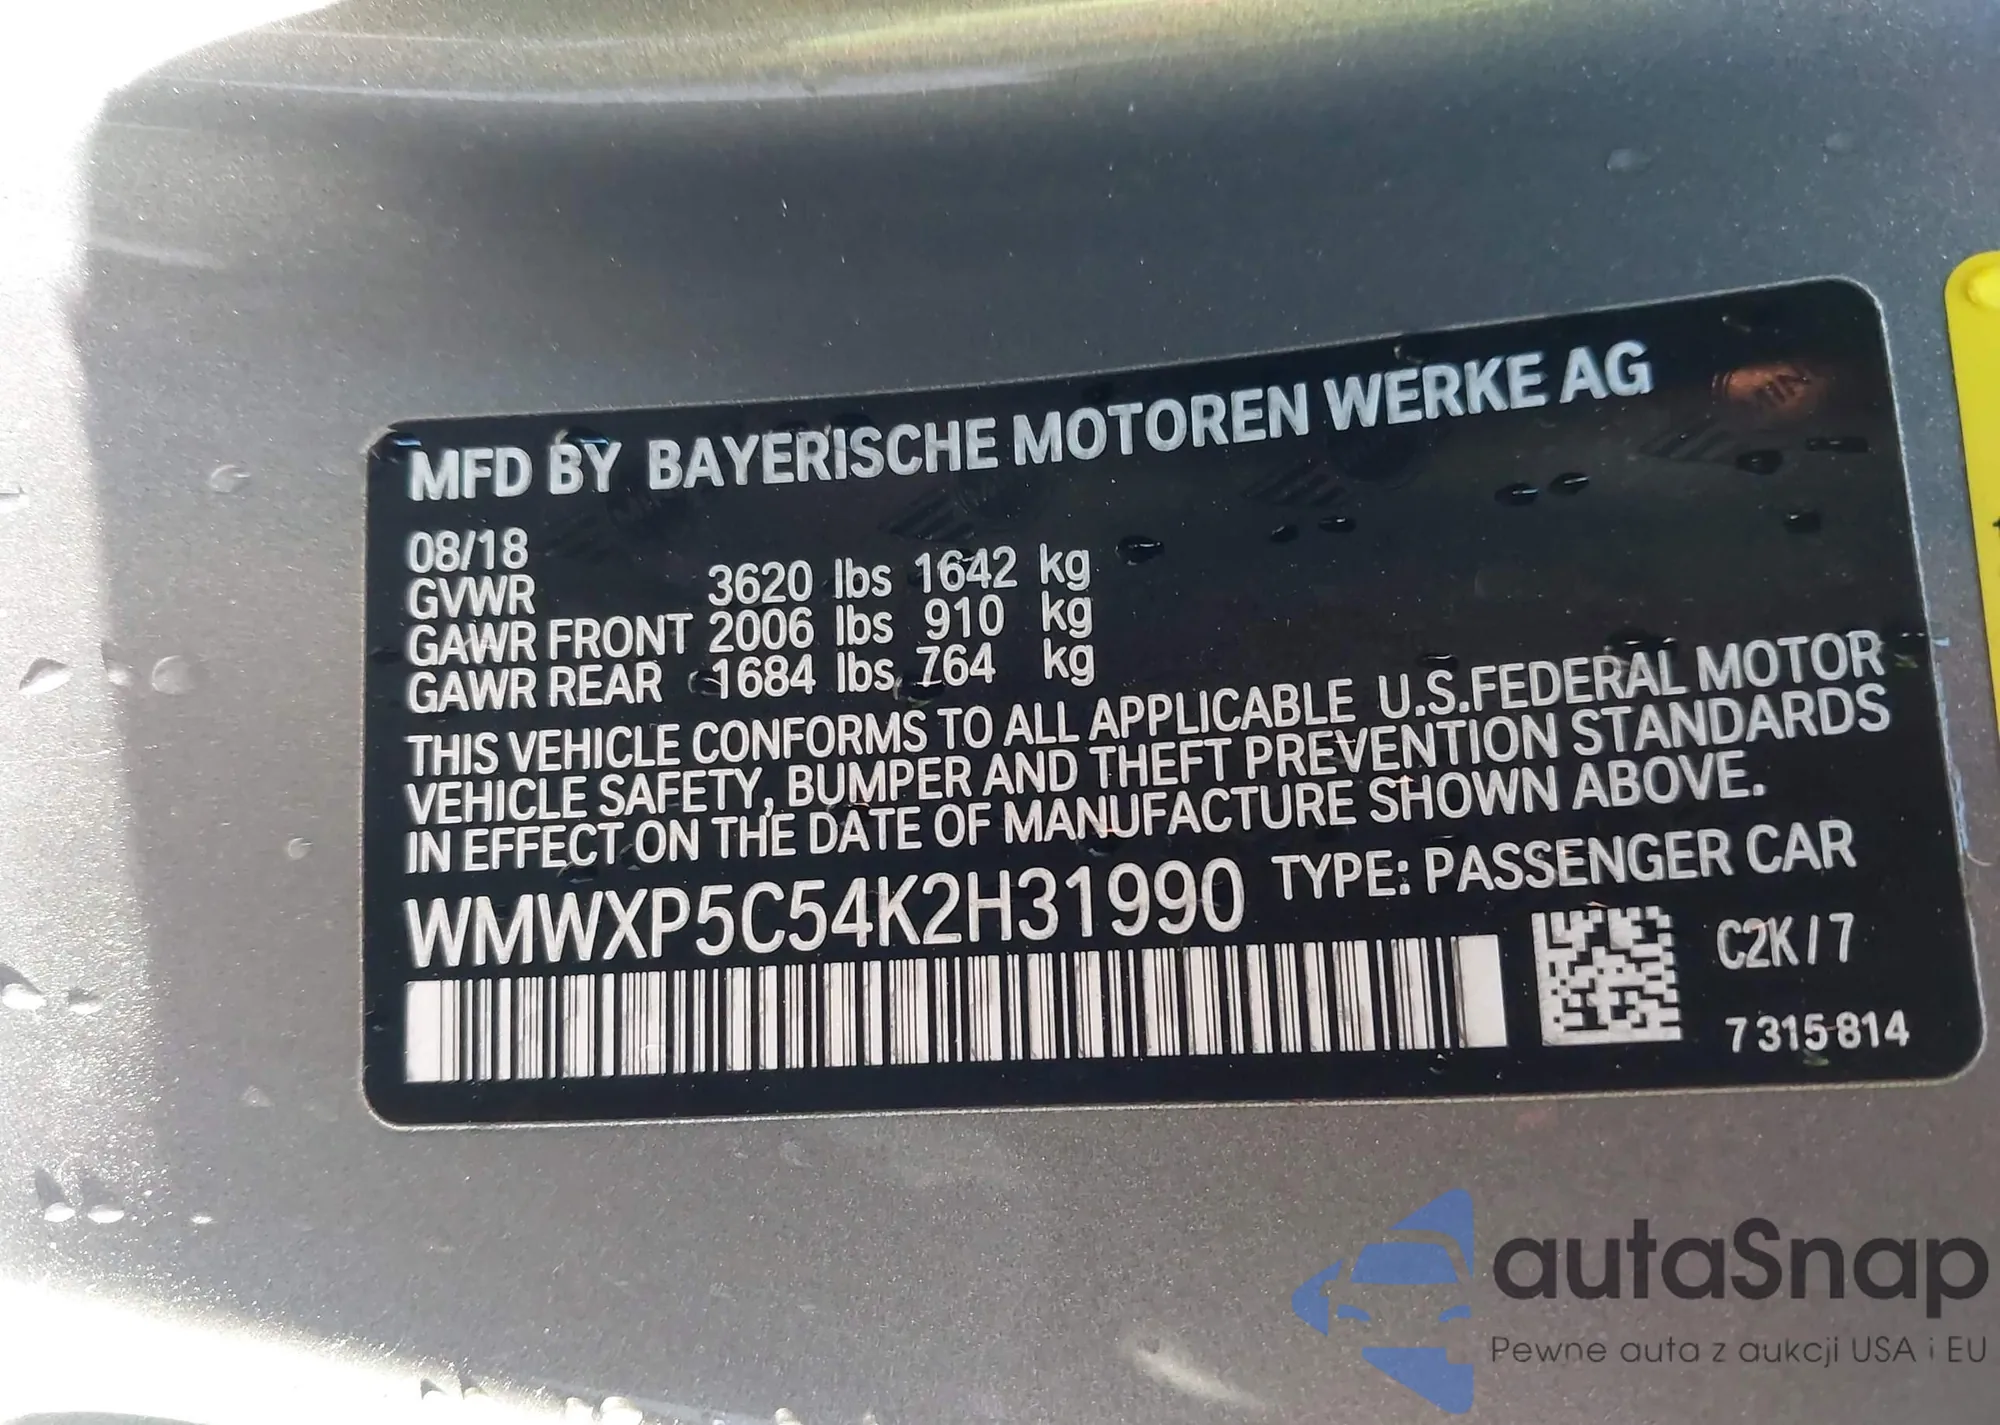 MFD BY BAYERISCHE MOTOREN WERKE AG
08/18
GVWR 3620 lbs 1642 kg
GAWR FRONT 2006 lbs 910 kg
GAWR REAR 1684 lbs 764 kg
THIS VEHICLE CONFORMS TO ALL APPLICABLE U.S.FEDERAL MOTOR
VEHICLE SAFETY, BUMPER AND THEFT PREVENTION STANDARDS
IN EFFECT ON THE DATE OF MANUFACTURE SHOWN ABOVE.
WMWXP5C54K2H31990 TYPE: PASSENGER CAR
C2K/7
7 315 814
autaSnap
Pewne auta z aukcji USA i EU